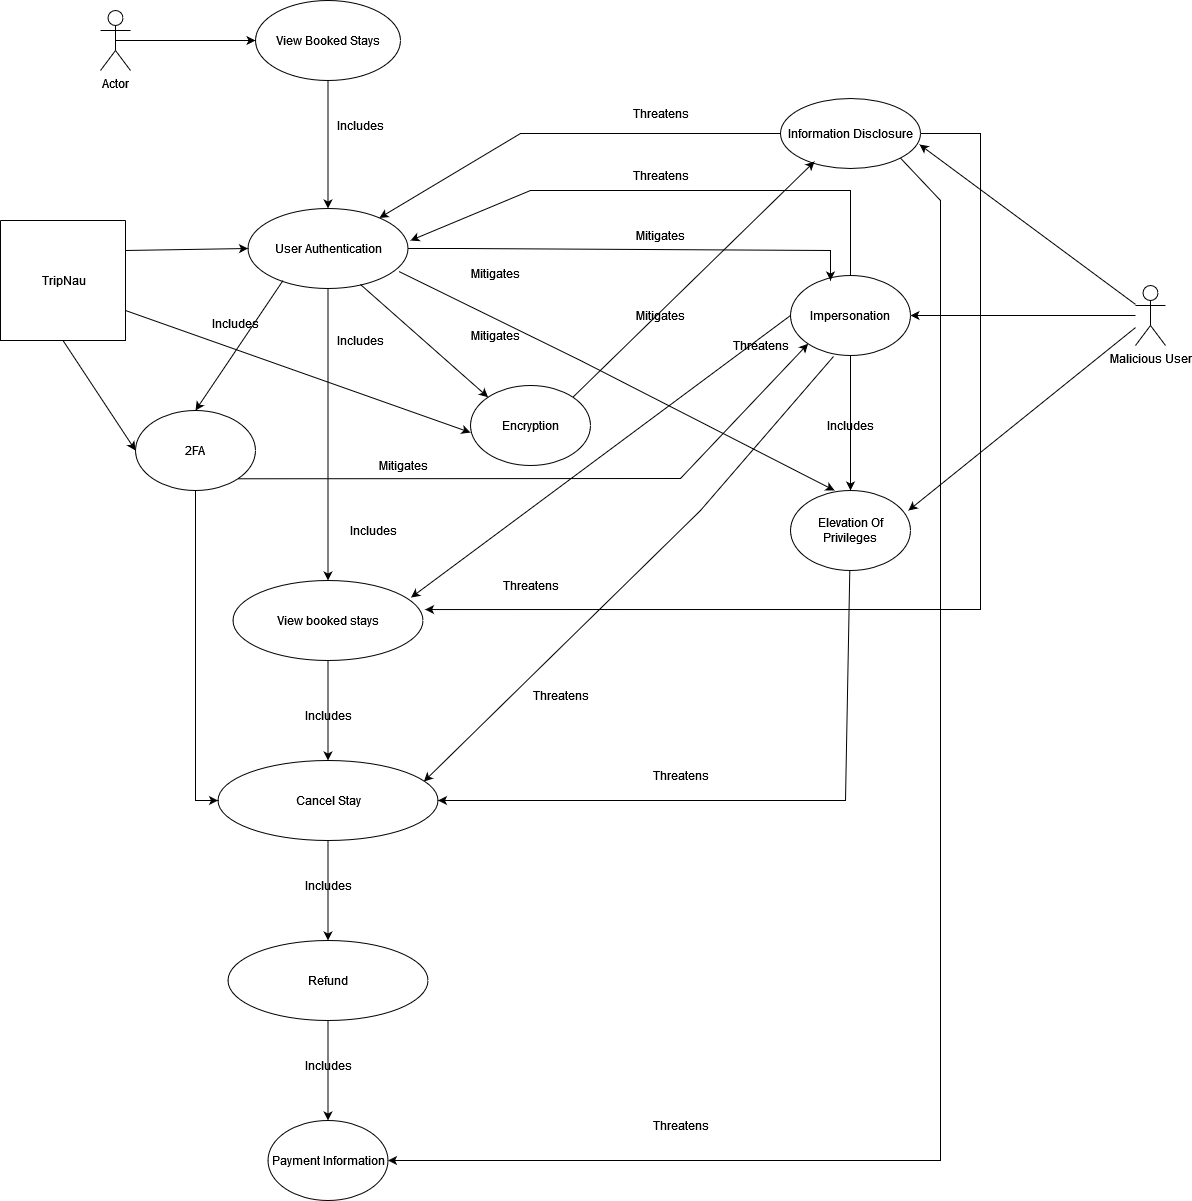 View Booked Stays
Actor
Threatens
Includes
Information Disclosure
Threatens
Mitigates
User Authentication
Mitigates
TripNau
Impersonation
Mitigates
Includes
Mitigates
Includes
Threatens
Malicious User
Encryption
Includes
2FA
Mitigates
Elevation Of
Privileges
Includes
Threatens
View booked stays
Threatens
Includes
Threatens
Cancel Stay
Includes
Refund
Includes
Threatens
Payment Information